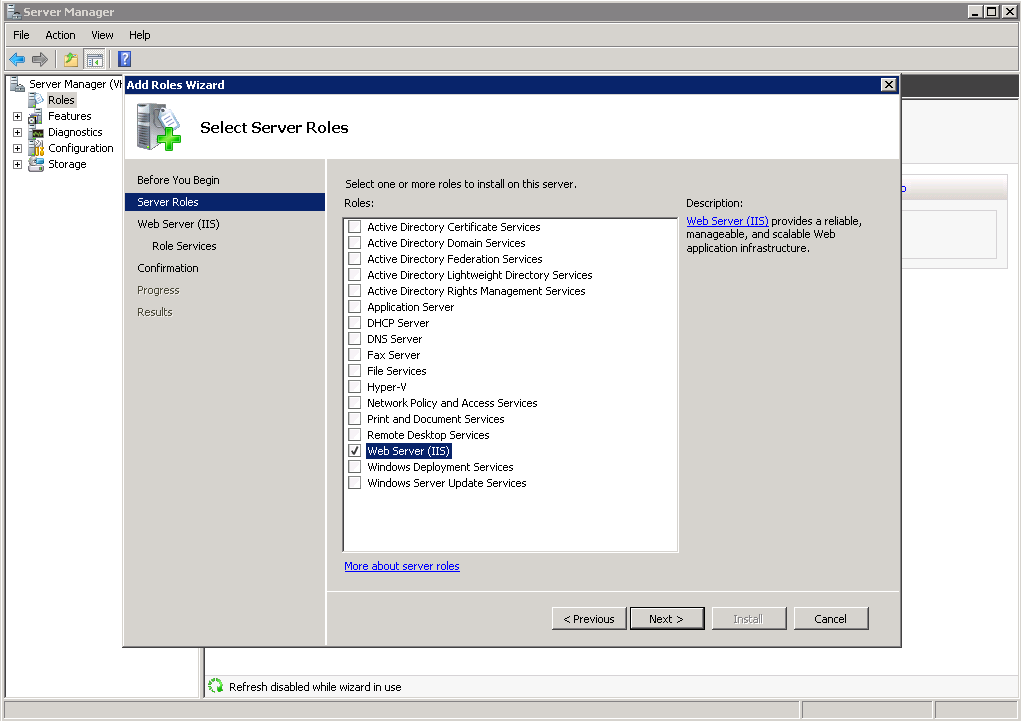 Server Manager
File Action View Help
Server Manager (
Roles
Features
Diagnostics
Configuration
Storage
Add Roles Wizard
Select Server Roles
Before You Begin
Server Roles
Web Server (IIS)
Role Services
Confirmation
Progress
Results
Select one or more roles to install on this server.
Roles:
Active Directory Certificate Services
Active Directory Domain Services
Active Directory Federation Services
Active Directory Lightweight Directory Services
Active Directory Rights Management Services
Application Server
DHCP Server
DNS Server
Fax Server
File Services
Hyper-V
Network Policy and Access Services
Print and Document Services
Remote Desktop Services
Web Server (IIS)
Windows Deployment Services
Windows Server Update Services
More about server roles
Description:
Web Server (IIS) provides a reliable,
manageable, and scalable Web
application infrastructure.
< Previous
Next >
Install
Cancel
Refresh disabled while wizard in use